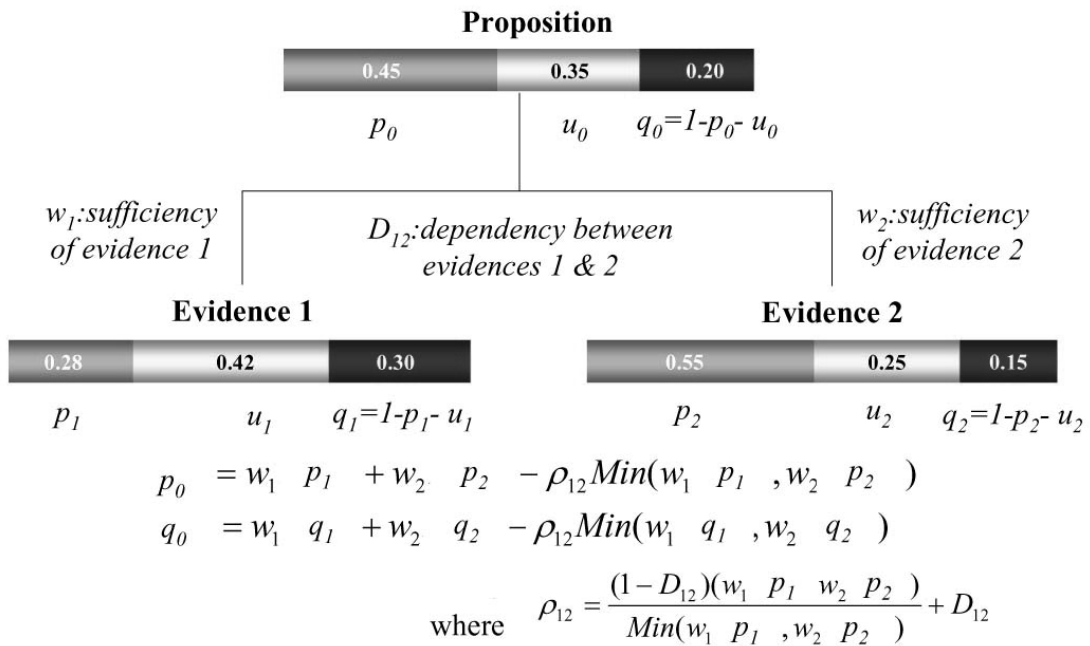 Proposition
0.45 0.35 0.20
p₀ u₀ q₀=1-p₀- u₀
w₁:sufficiency
of evidence 1
D₁₂:dependency between
evidences 1 & 2
w₂:sufficiency
of evidence 2
Evidence 1
Evidence 2
0.28 0.42 0.30
0.55 0.25 0.15
p₁ u₁ q₁=1-p₁- u₁
p₂ u₂ q₂=1-p₂- u₂
p₀ = w₁ p₁ + w₂ p₂ − ρ₁₂Min(w₁ p₁ , w₂ p₂ )
q₀ = w₁ q₁ + w₂ q₂ − ρ₁₂Min(w₁ q₁ , w₂ q₂ )
where ρ₁₂ = (1 − D₁₂)(w₁ p₁ w₂ p₂ ) / Min(w₁ p₁ , w₂ p₂ ) + D₁₂